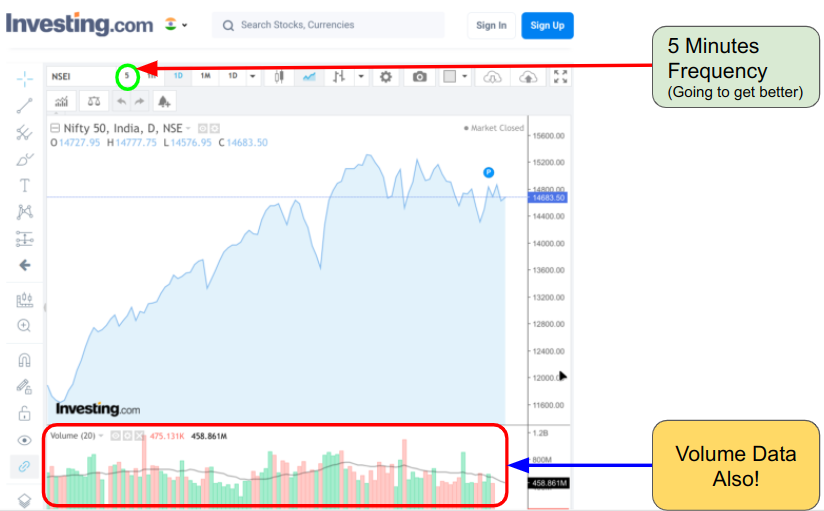 Investing.com
Search Stocks, Currencies
Sign In
Sign Up
5 Minutes
Frequency
(Going to get better)
NSEI
5
1D
1M
1D
Nifty 50, India, D, NSE
Market Closed
O 14727.95 H 14777.75 L 14576.95 C 14683.50
15600.00
15200.00
P
14800.00
14683.50
14400.00
14000.00
13600.00
13200.00
12800.00
12400.00
12000.00
11600.00
Investing.com
Volume (20)
475.131K
458.861M
1.2B
800M
458.861M
Volume Data
Also!